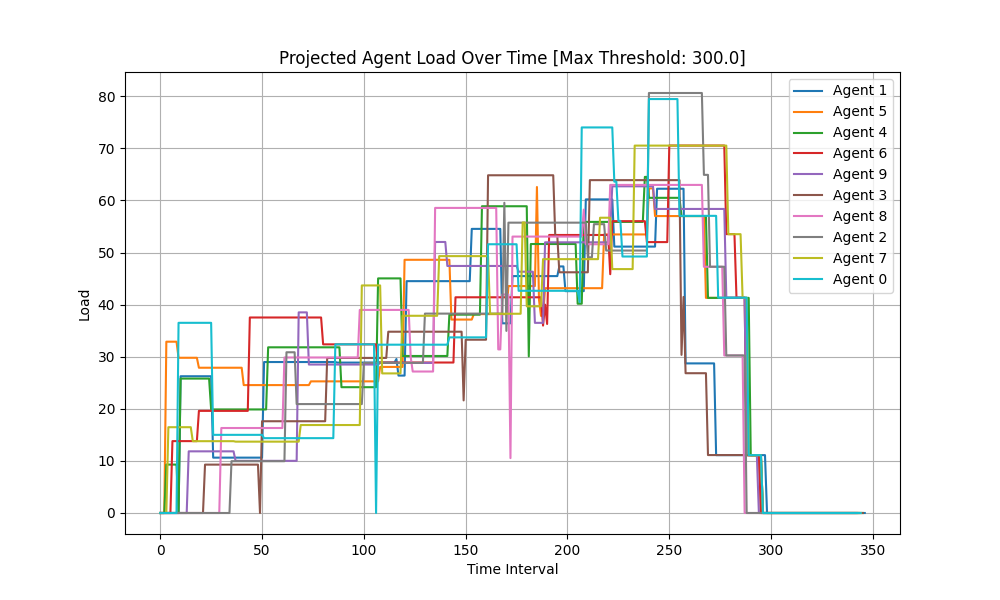 Projected Agent Load Over Time [Max Threshold: 300.0]
Load
80
70
60
50
40
30
20
10
0
Agent 1
Agent 5
Agent 4
Agent 6
Agent 9
Agent 3
Agent 8
Agent 2
Agent 7
Agent 0
0 50 100 150 200 250 300 350
Time Interval